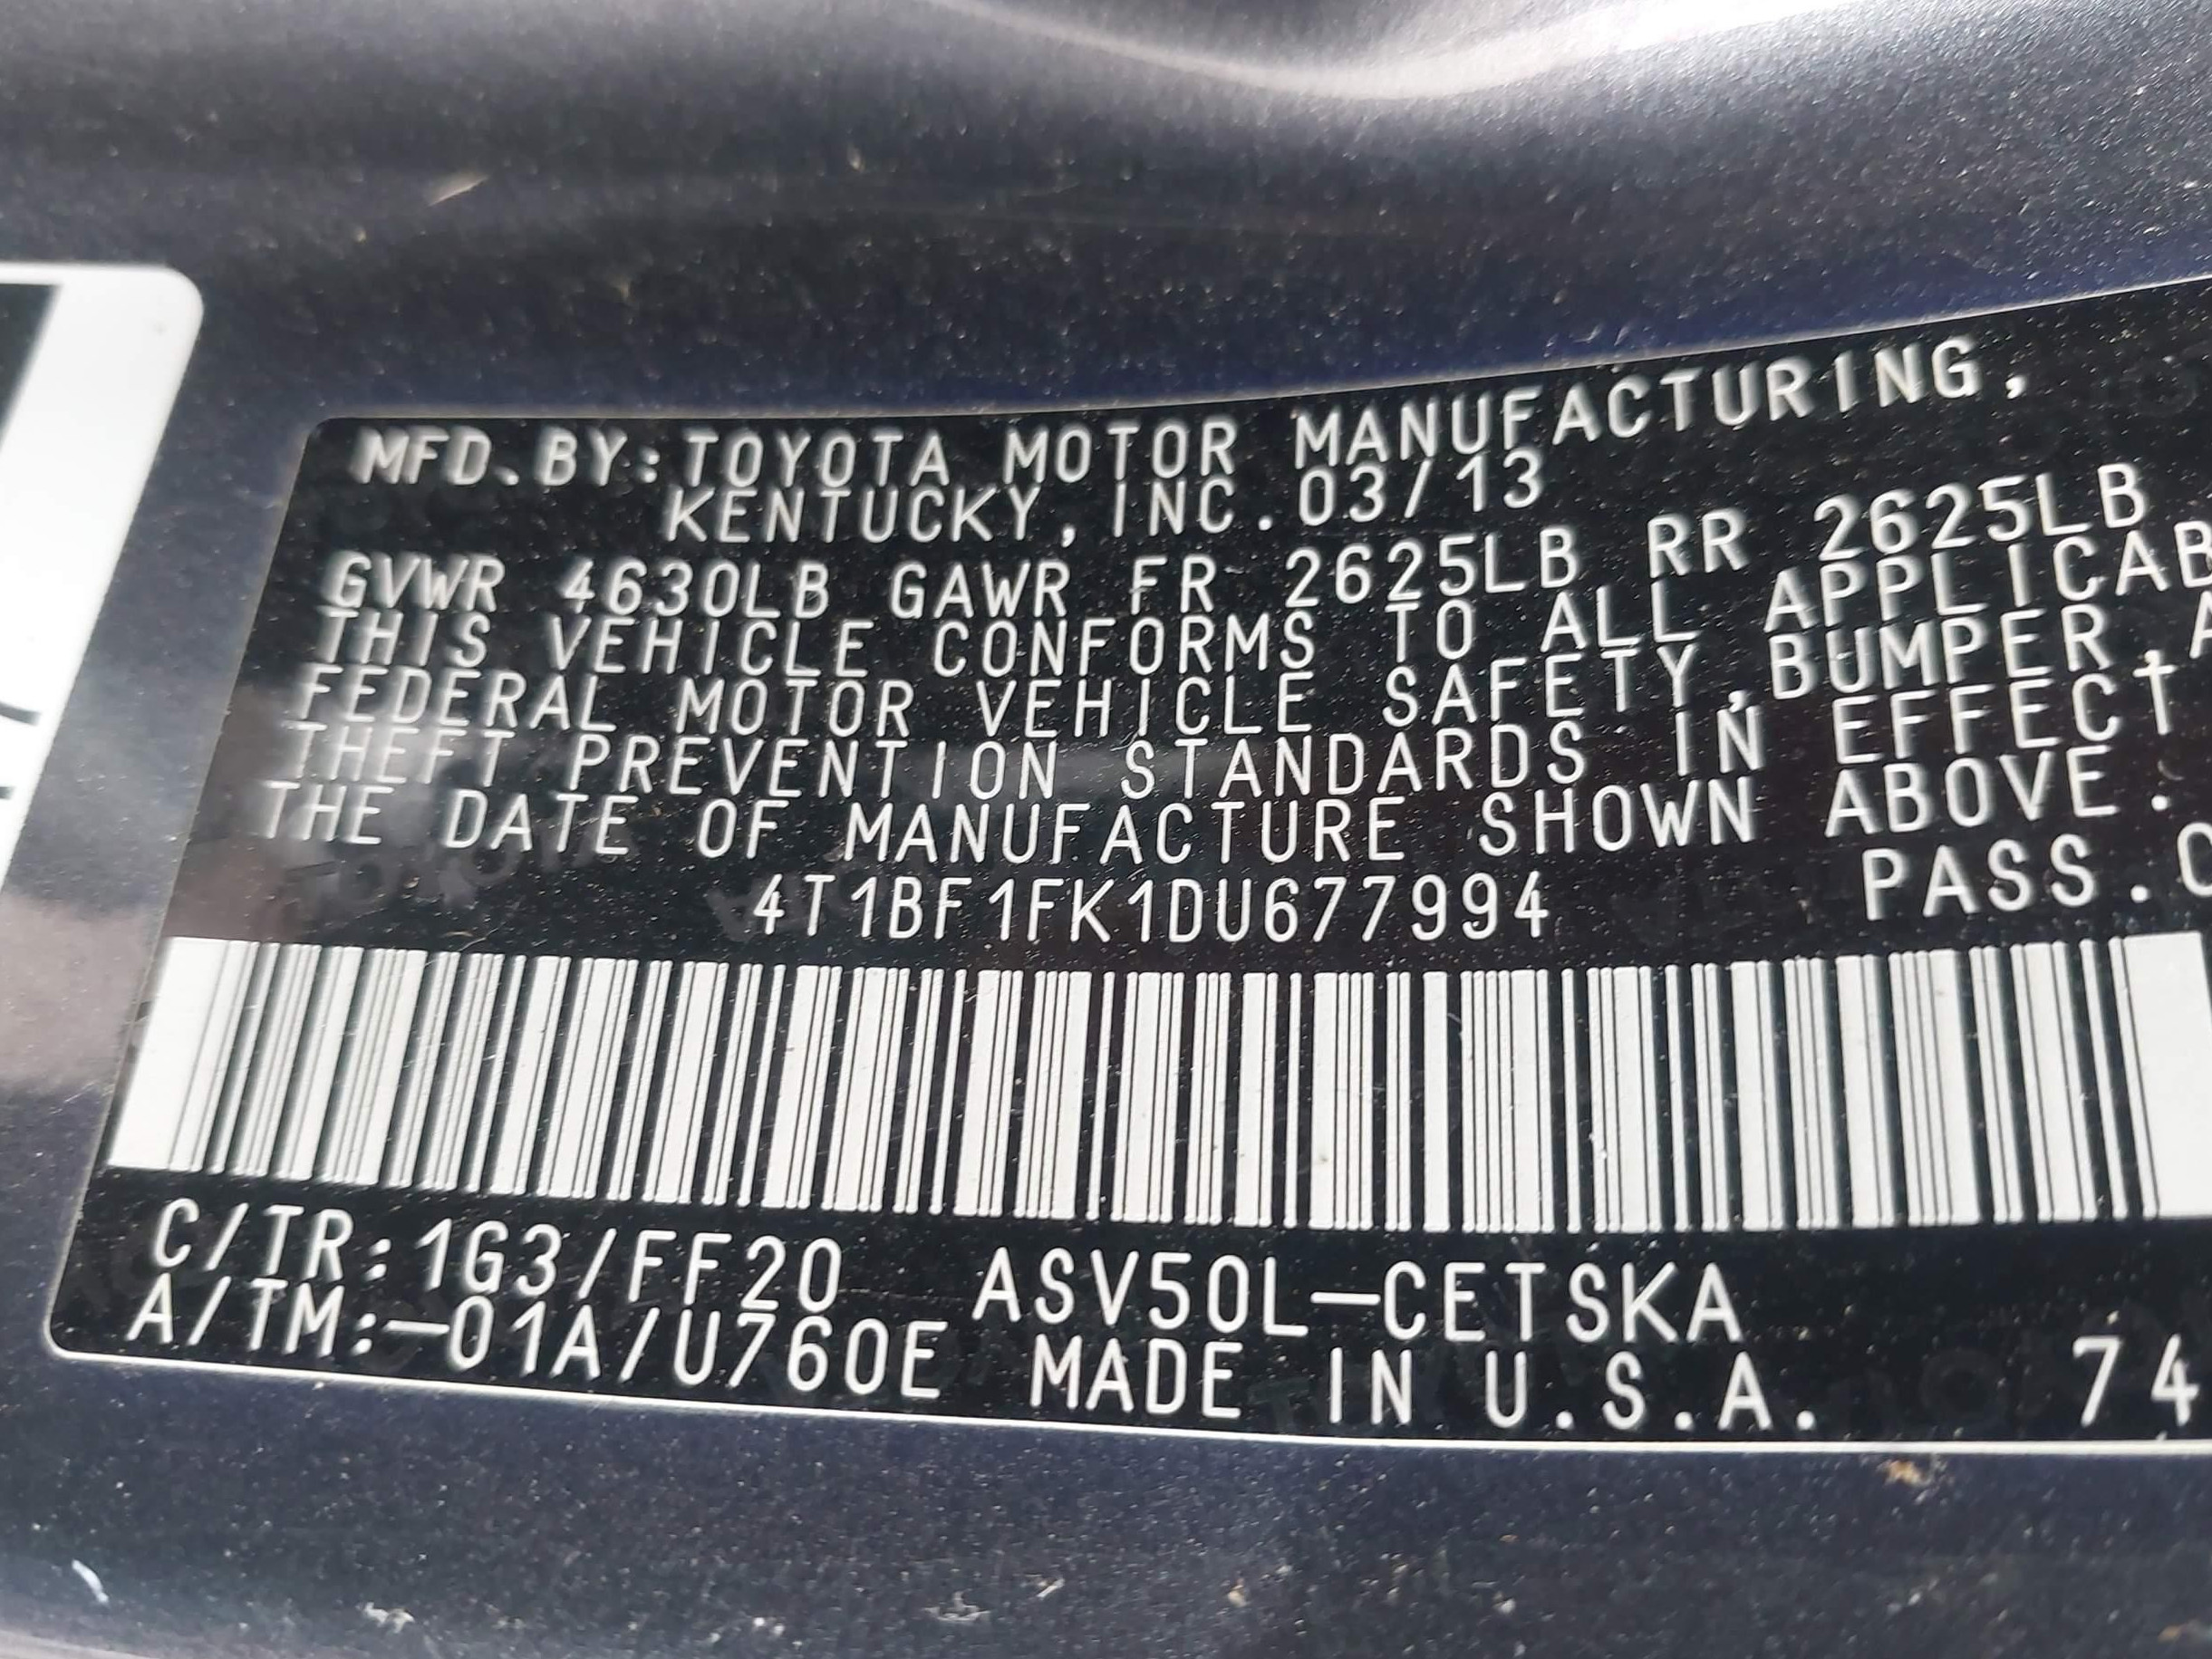 MFD.BY:TOYOTA MOTOR MANUFACTURING,
KENTUCKY, INC.03/13
GVWR 4630LB GAWR FR 2625LB RR 2625LB
THIS VEHICLE CONFORMS TO ALL
FEDERAL MOTOR VEHICLE SAFETY,BUMPER,
THEFT PREVENTION STANDARDS IN EFFECT
THE DATE OF MANUFACTURE SHOWN ABOVE.
4T1BF1FK1DU677994 PASS.
C/TR:1G3/FF20 ASV50L-CETSKA
A/TM:-01A/U760E MADE IN U.S.A. 74